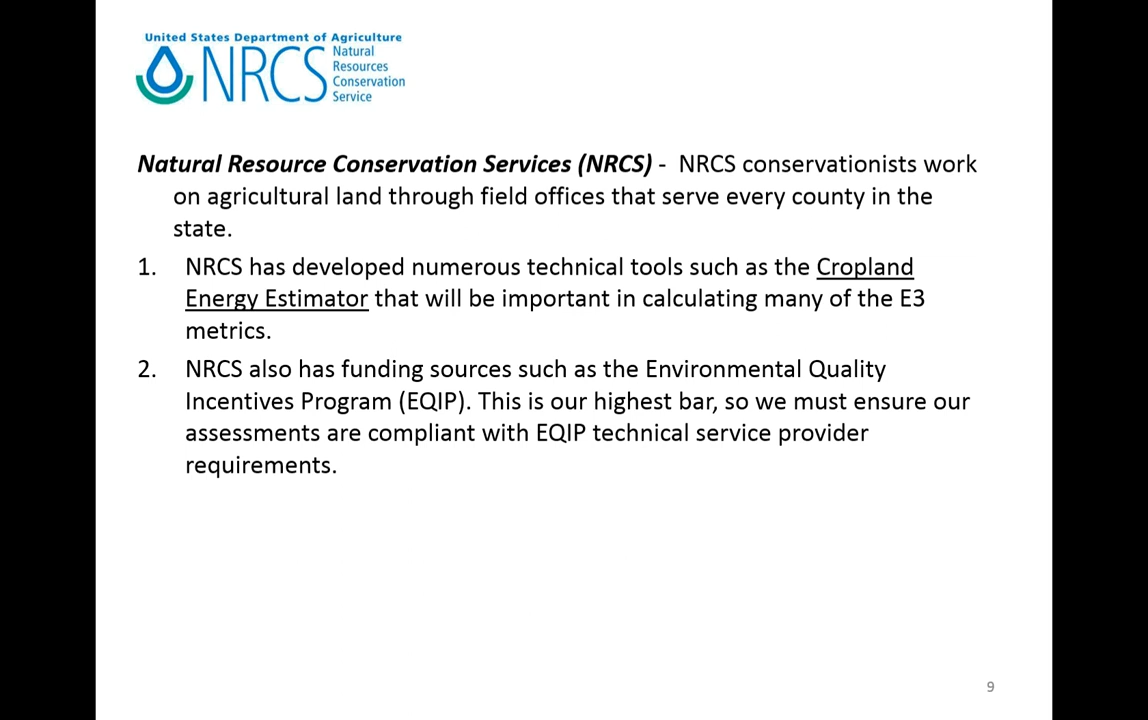 United States Department of Agriculture
NRCS
Natural
Resources
Conservation
Service
Natural Resource Conservation Services (NRCS) - NRCS conservationists work
on agricultural land through field offices that serve every county in the
state.
1. NRCS has developed numerous technical tools such as the Cropland
Energy Estimator that will be important in calculating many of the E3
metrics.
2. NRCS also has funding sources such as the Environmental Quality
Incentives Program (EQIP). This is our highest bar, so we must ensure our
assessments are compliant with EQIP technical service provider
requirements.
9